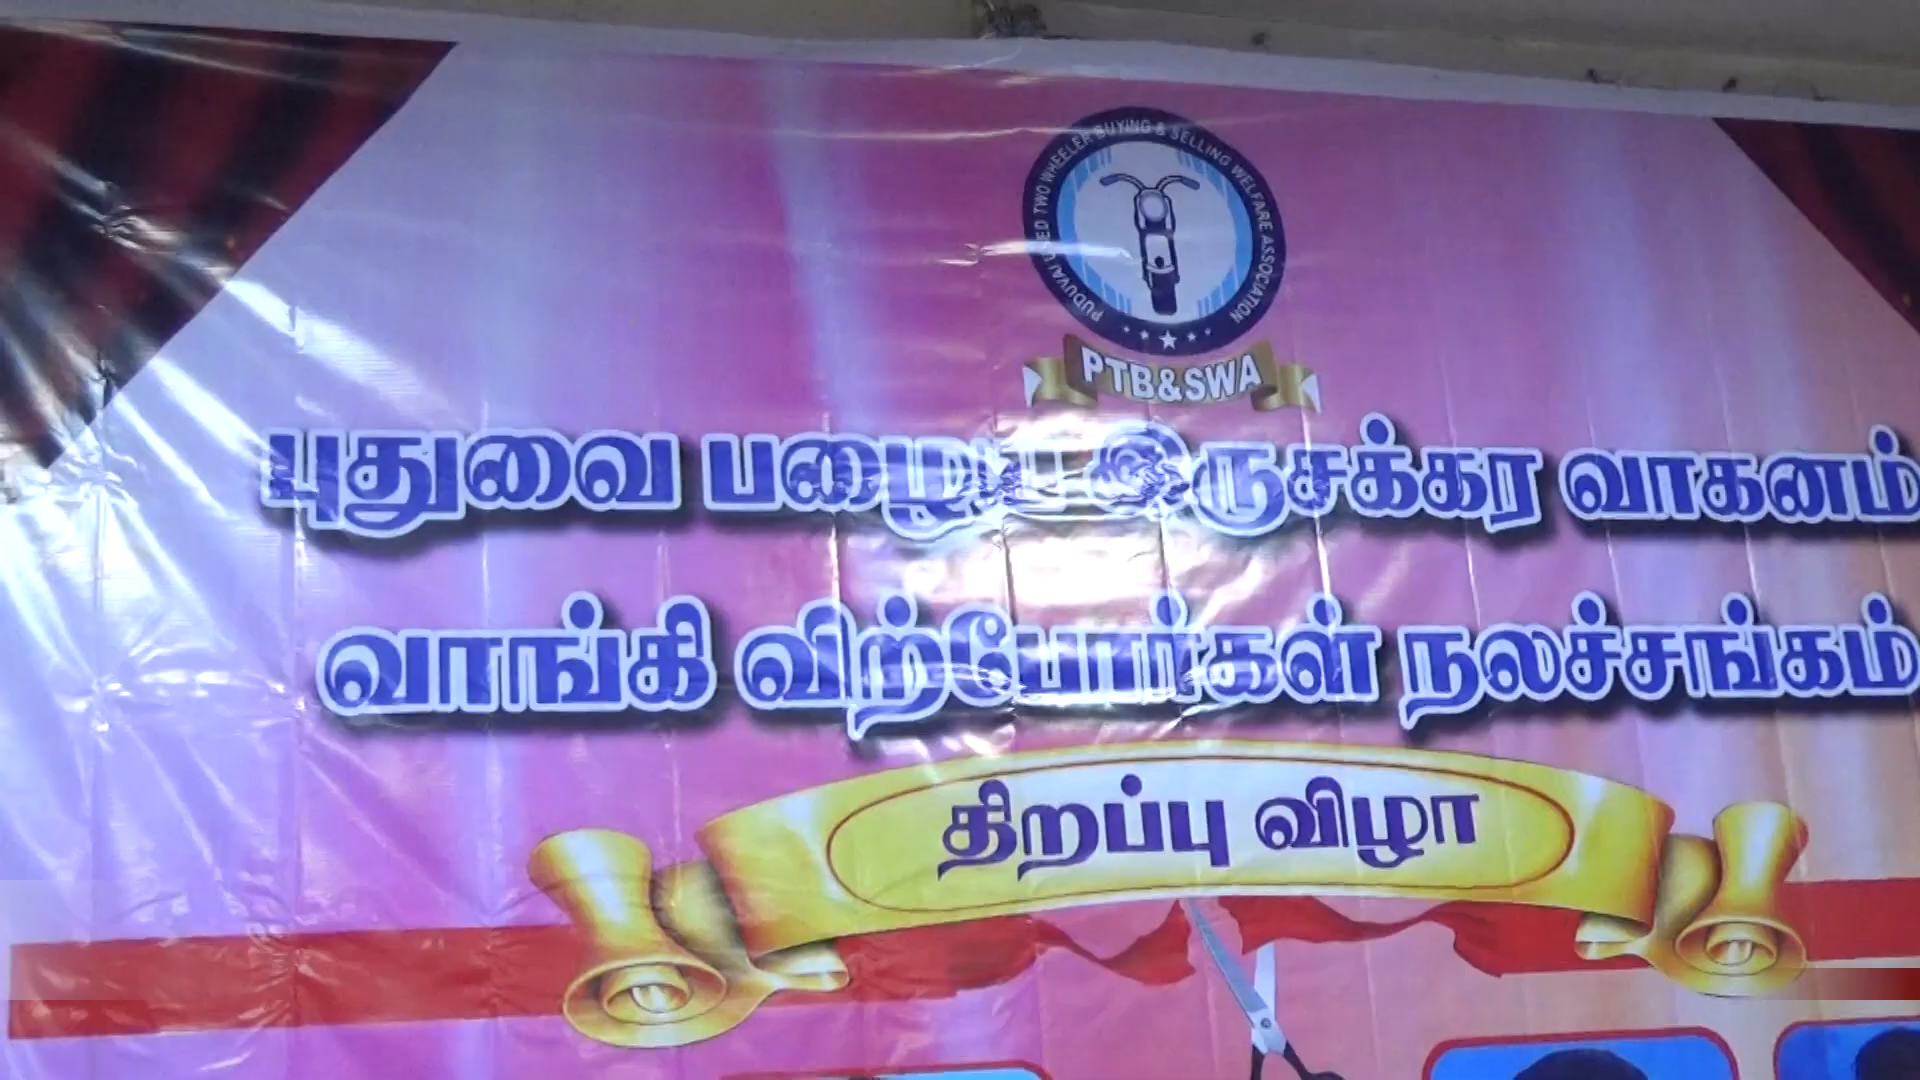 PUDUVAI USED TWO WHEELER BUYING & SELLING WELFARE ASSOCIATION
PTB&SWA
புதுவை பழைய இருசக்கர வாகனம்
வாங்கி விற்போர்கள் நலச்சங்கம்
திறப்பு விழா